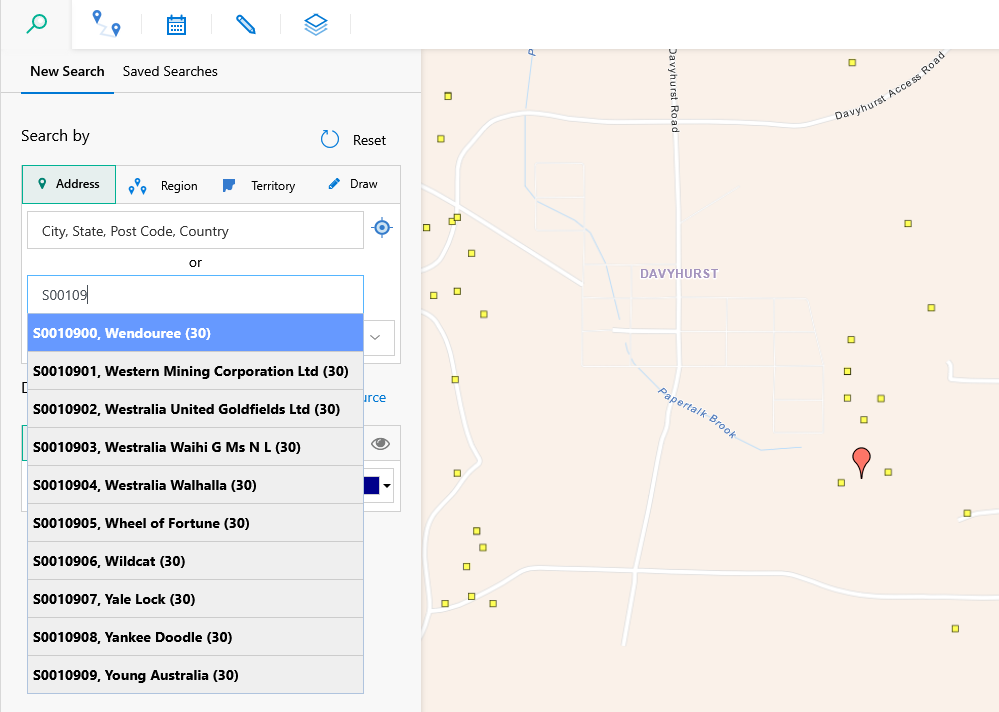 New Search
Saved Searches
Search by
Reset
Address
Region
Territory
Draw
City, State, Post Code, Country
or
S00109
S0010900, Wendouree (30)
S0010901, Western Mining Corporation Ltd (30)
S0010902, Westralia United Goldfields Ltd (30)
S0010903, Westralia Waihi G Ms N L (30)
S0010904, Westralia Walhalla (30)
S0010905, Wheel of Fortune (30)
S0010906, Wildcat (30)
S0010907, Yale Lock (30)
S0010908, Yankee Doodle (30)
S0010909, Young Australia (30)
Davyhurst Road
Davyhurst Access Road
DAVYHURST
Papertalk Brook